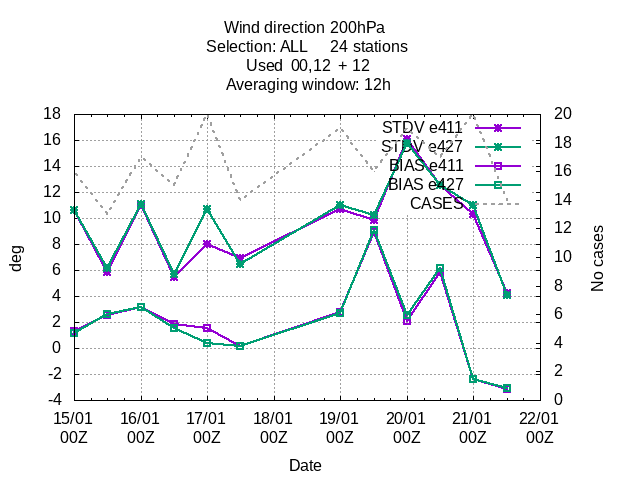 Wind direction 200hPa
Selection: ALL 24 stations
Used 00,12 + 12
Averaging window: 12h
18 20
16 18
14 16
12 14
10 12
8 10
6 8
4 6
2 4
0 2
-2 0
-4
deg
No cases
STDV e411
STDV e427
BIAS e411
BIAS e427
CASES
15/01 16/01 17/01 18/01 19/01 20/01 21/01 22/01
00Z 00Z 00Z 00Z 00Z 00Z 00Z 00Z
Date